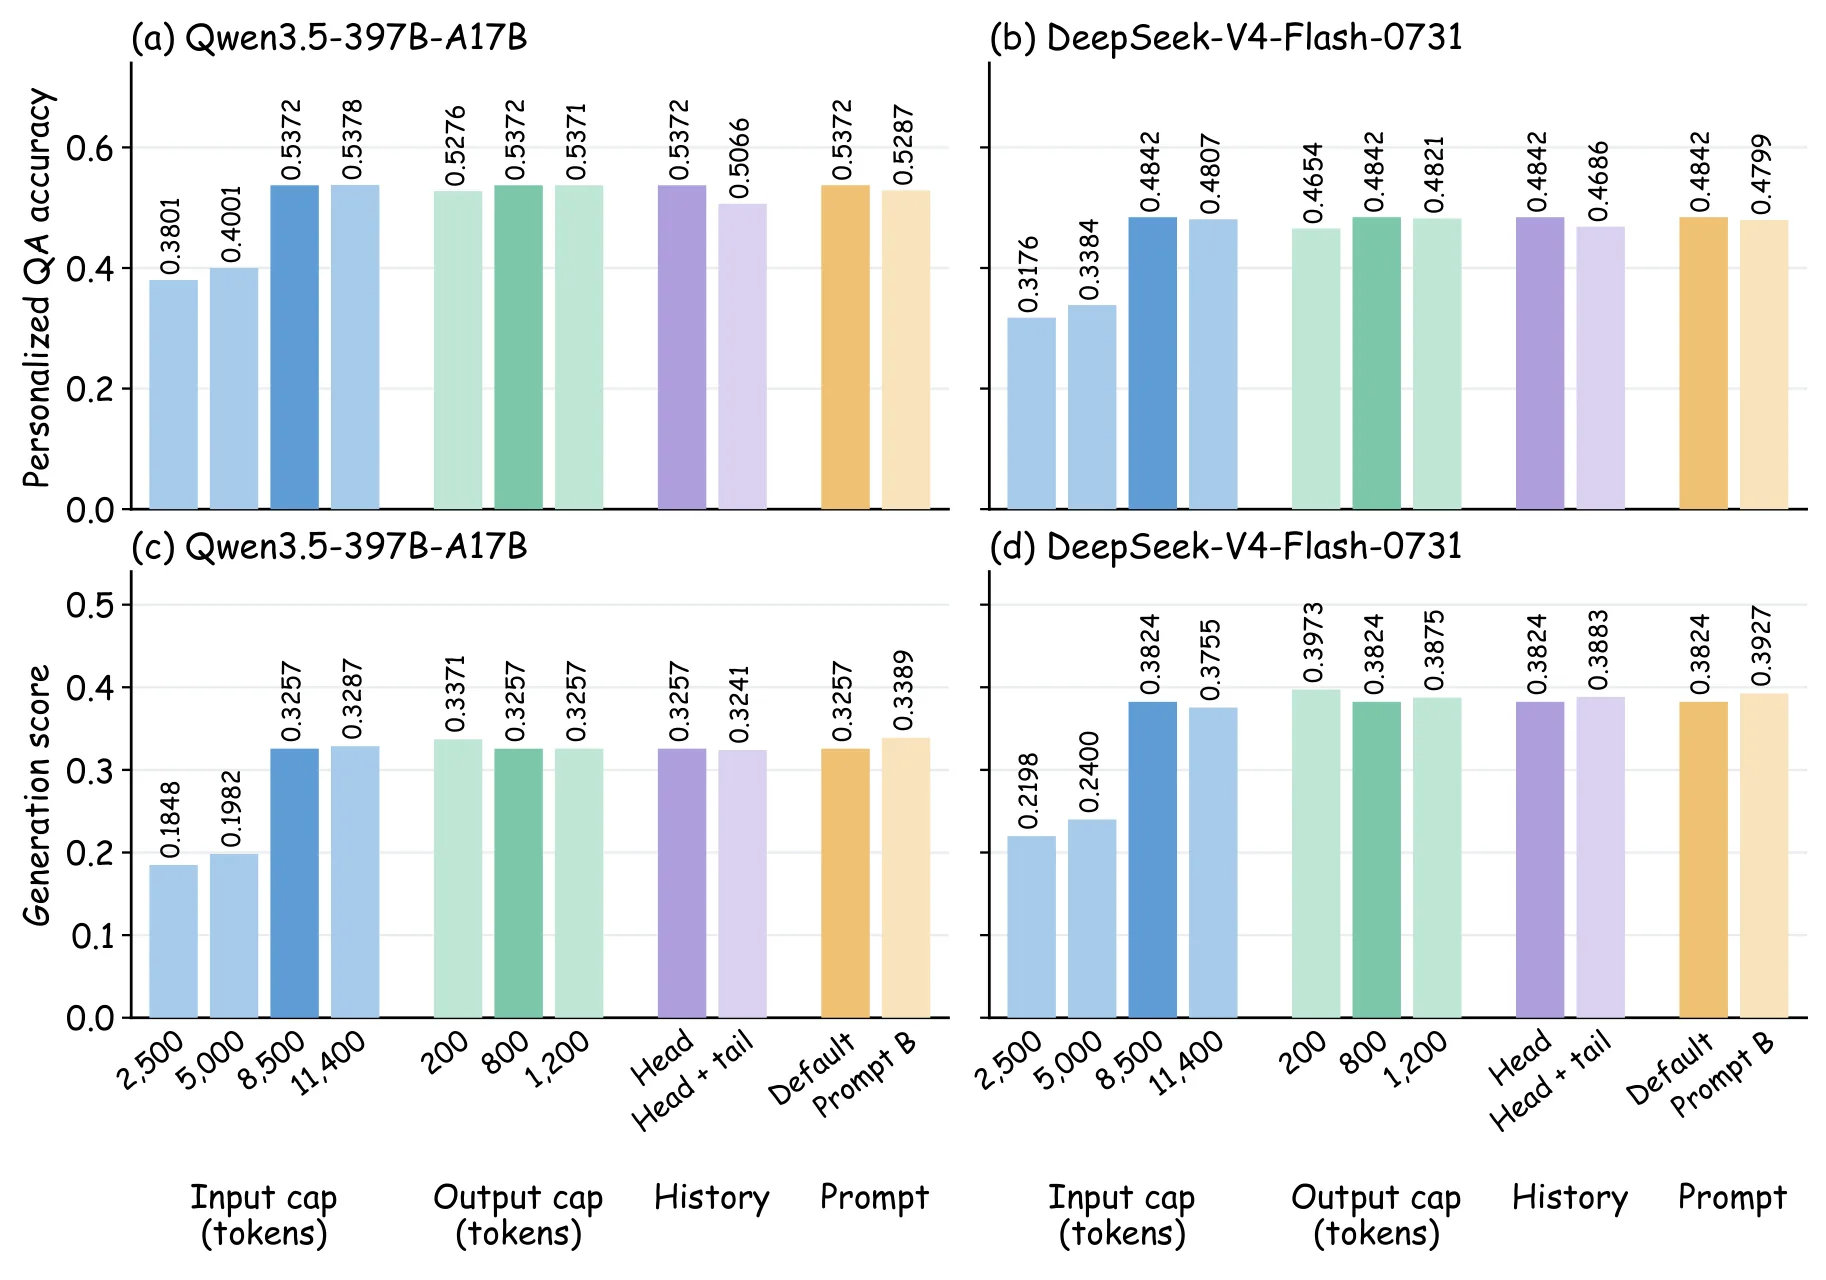 (a) Qwen3.5-397B-A17B
Personalized QA accuracy
0.6
0.4
0.2
0.0
0.3801
0.4001
0.5372
0.5378
0.5276
0.5372
0.5371
0.5372
0.5066
0.5372
0.5287
(b) DeepSeek-V4-Flash-0731
0.3176
0.3384
0.4842
0.4807
0.4654
0.4842
0.4821
0.4842
0.4686
0.4842
0.4799
(c) Qwen3.5-397B-A17B
Generation score
0.5
0.4
0.3
0.2
0.1
0.0
0.1848
0.1982
0.3257
0.3287
0.3371
0.3257
0.3257
0.3257
0.3241
0.3257
0.3389
2,500
5,000
8,500
11,400
200
800
1,200
Head
Head + tail
Default
Prompt B
Input cap
(tokens)
Output cap
(tokens)
History
Prompt
(d) DeepSeek-V4-Flash-0731
0.2198
0.2400
0.3824
0.3755
0.3973
0.3824
0.3875
0.3824
0.3883
0.3824
0.3927
2,500
5,000
8,500
11,400
200
800
1,200
Head
Head + tail
Default
Prompt B
Input cap
(tokens)
Output cap
(tokens)
History
Prompt